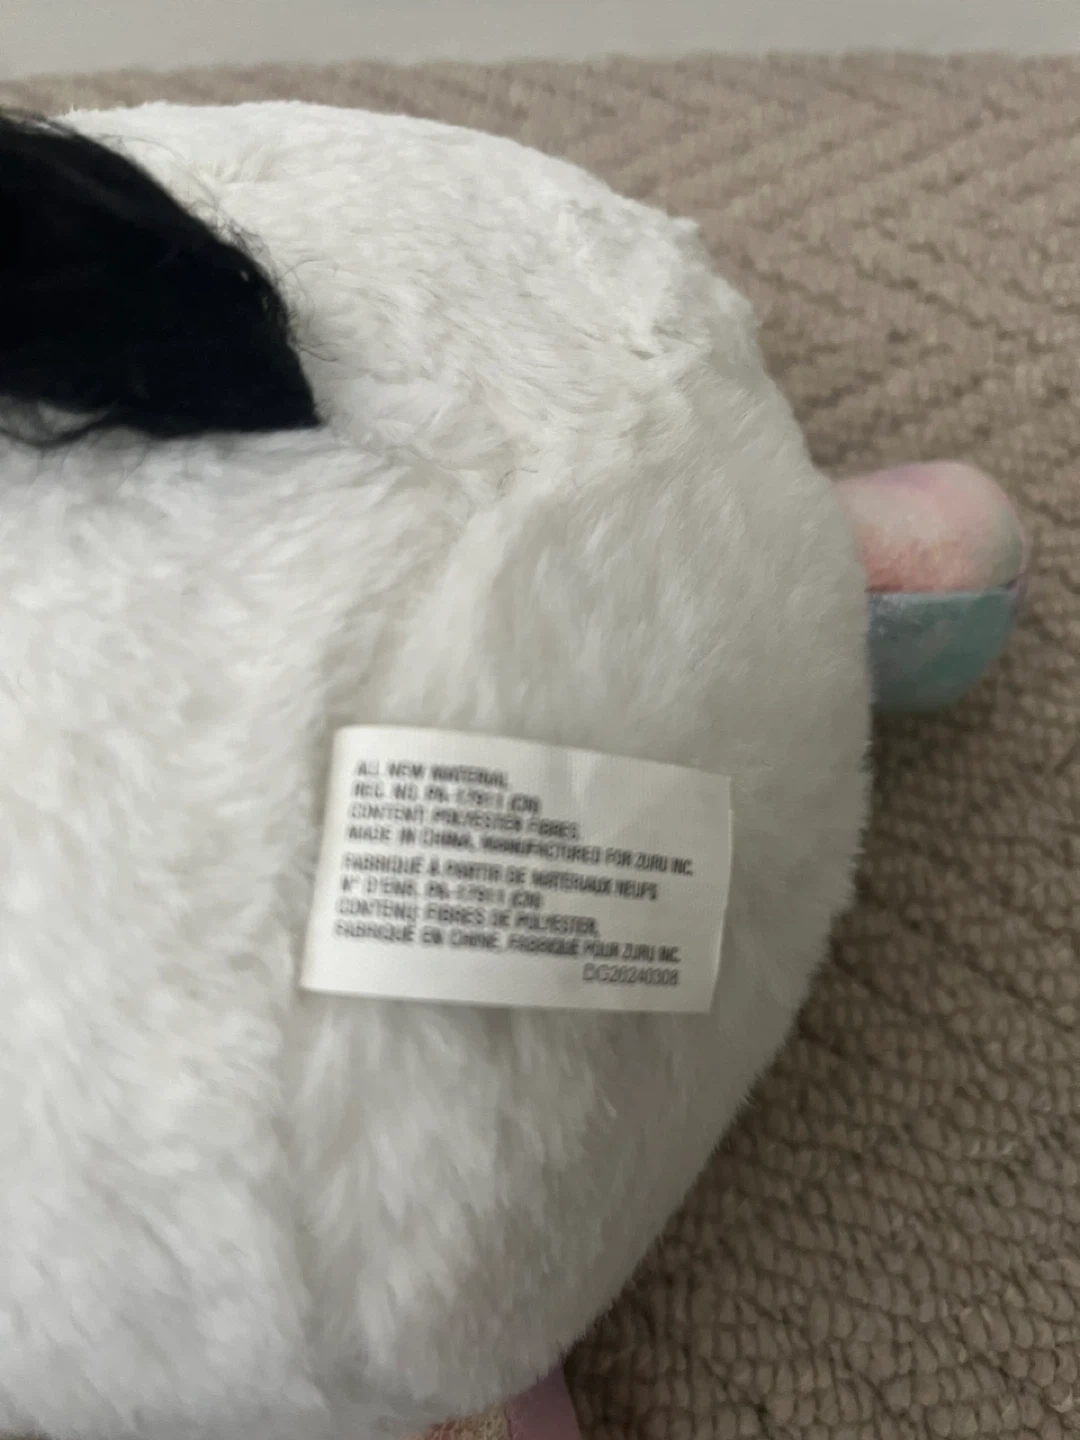 ALL NEW MATERIAL
REG. NO. PA-17911 (CN)
CONTENT: POLYESTER FIBRES
MADE IN CHINA, MANUFACTURED FOR ZURU INC.
FABRIQUÉ À PARTIR DE MATERIAUX NEUFS
N° D'ENR. PA-17911 (CN)
CONTENU: FIBRES DE POLYESTER,
FABRIQUÉ EN CHINE, FABRIQUÉ POUR ZURU INC.
DG20240308